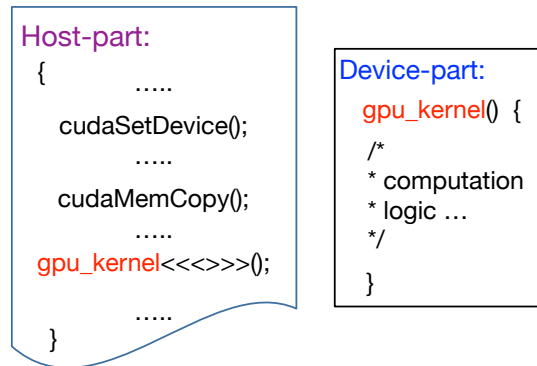 Host-part:
{
…..
cudaSetDevice();
…..
cudaMemCopy();
…..
gpu_kernel<<<>>>();
…..
}
Device-part:
gpu_kernel() {
/*
* computation
* logic …
*/
}